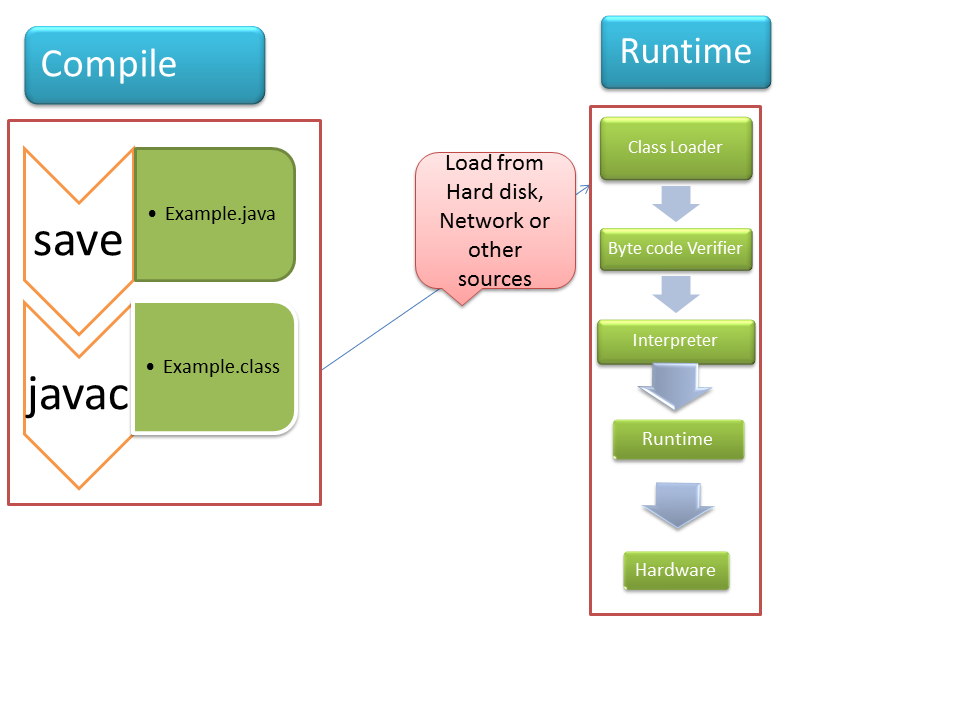 Compile
save
• Example.java
javac
• Example.class
Load from
Hard disk,
Network or
other
sources
Runtime
Class Loader
Byte code Verifier
Interpreter
Runtime
Hardware